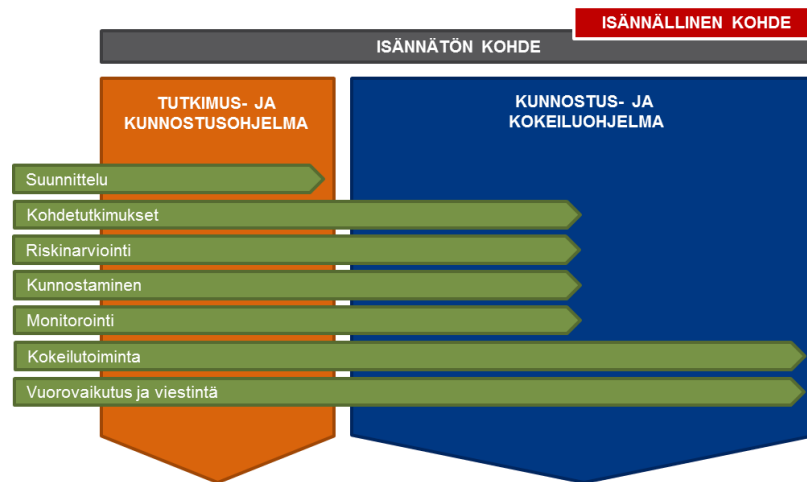 ISÄNNÄLLINEN KOHDE
ISÄNNÄTÖN KOHDE
TUTKIMUS- JA
KUNNOSTUSOHJELMA
KUNNOSTUS- JA
KOKEILUOHJELMA
Suunnittelu
Kohdetutkimukset
Riskinarviointi
Kunnostaminen
Monitorointi
Kokeilutoiminta
Vuorovaikutus ja viestintä